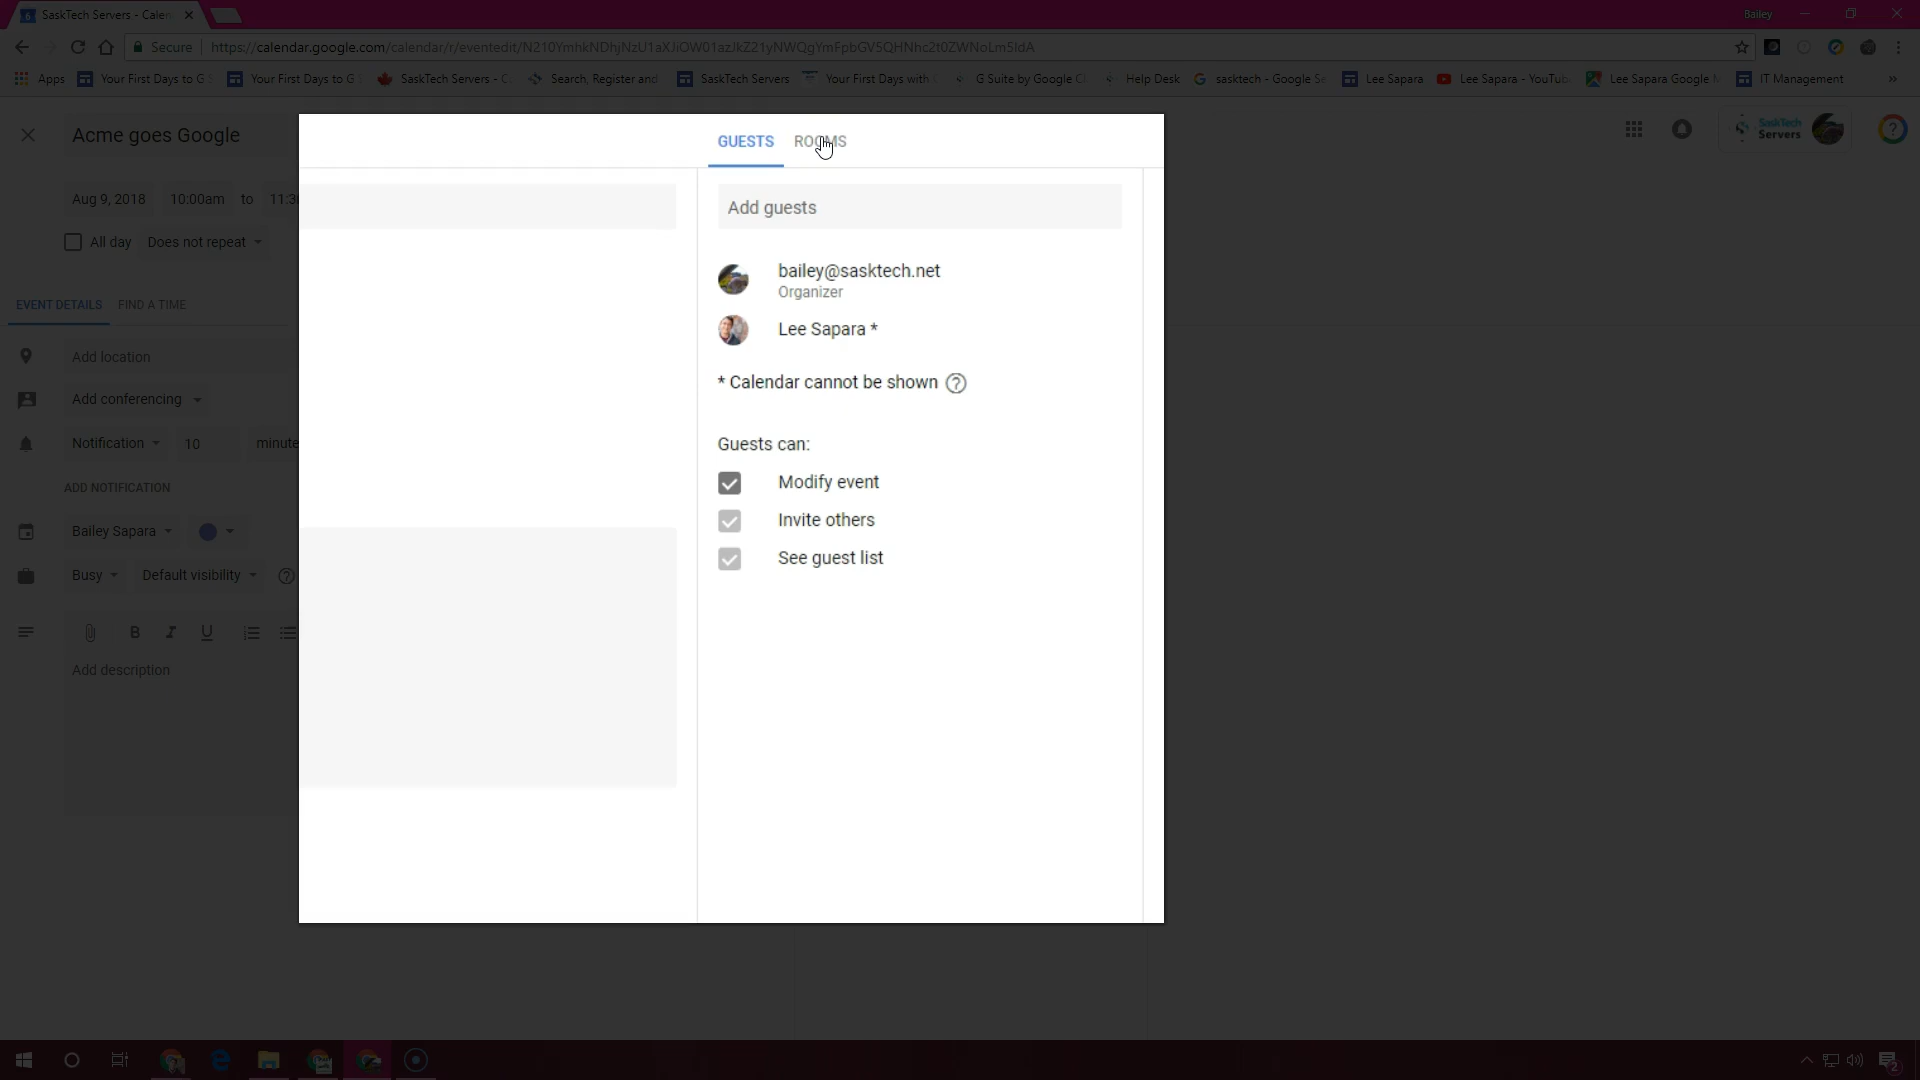 SaskTech Servers - Calen
Bailey
Secure
https://calendar.google.com/calendar/r/eventedit/
Apps
Your First Days to G
Your First Days to G
SaskTech Servers - C
Search, Register and
SaskTech Servers
Your First Days with
G Suite by Google Cl
Help Desk
sasktech - Google Se
Lee Sapara
Lee Sapara - YouTub
Lee Sapara Google
IT Management
»
Acme goes Google
GUESTS
ROOMS
SaskTech
Servers
Aug 9, 2018
10:00am
to
All day
Does not repeat
Add guests
bailey@sasktech.net
Organizer
Lee Sapara *
* Calendar cannot be shown
EVENT DETAILS
FIND A TIME
Add location
Add conferencing
Notification
10
minute
ADD NOTIFICATION
Guests can:
Modify event
Invite others
See guest list
Bailey Sapara
Busy
Default visibility
B
I
U
Add description
2